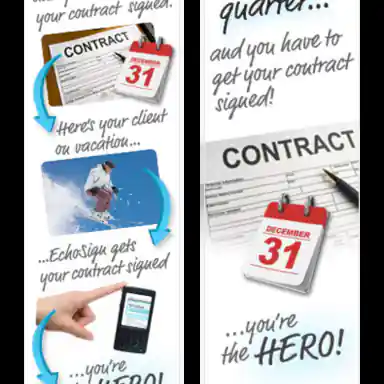 your contract signed.
CONTRACT
DECEMBER
31
Here's your client
on vacation...
...EchoSign gets
your contract signed
...you're
HERO!
quarter...
and you have to
get your contract
signed!
CONTRACT
DECEMBER
31
...you're
the HERO!